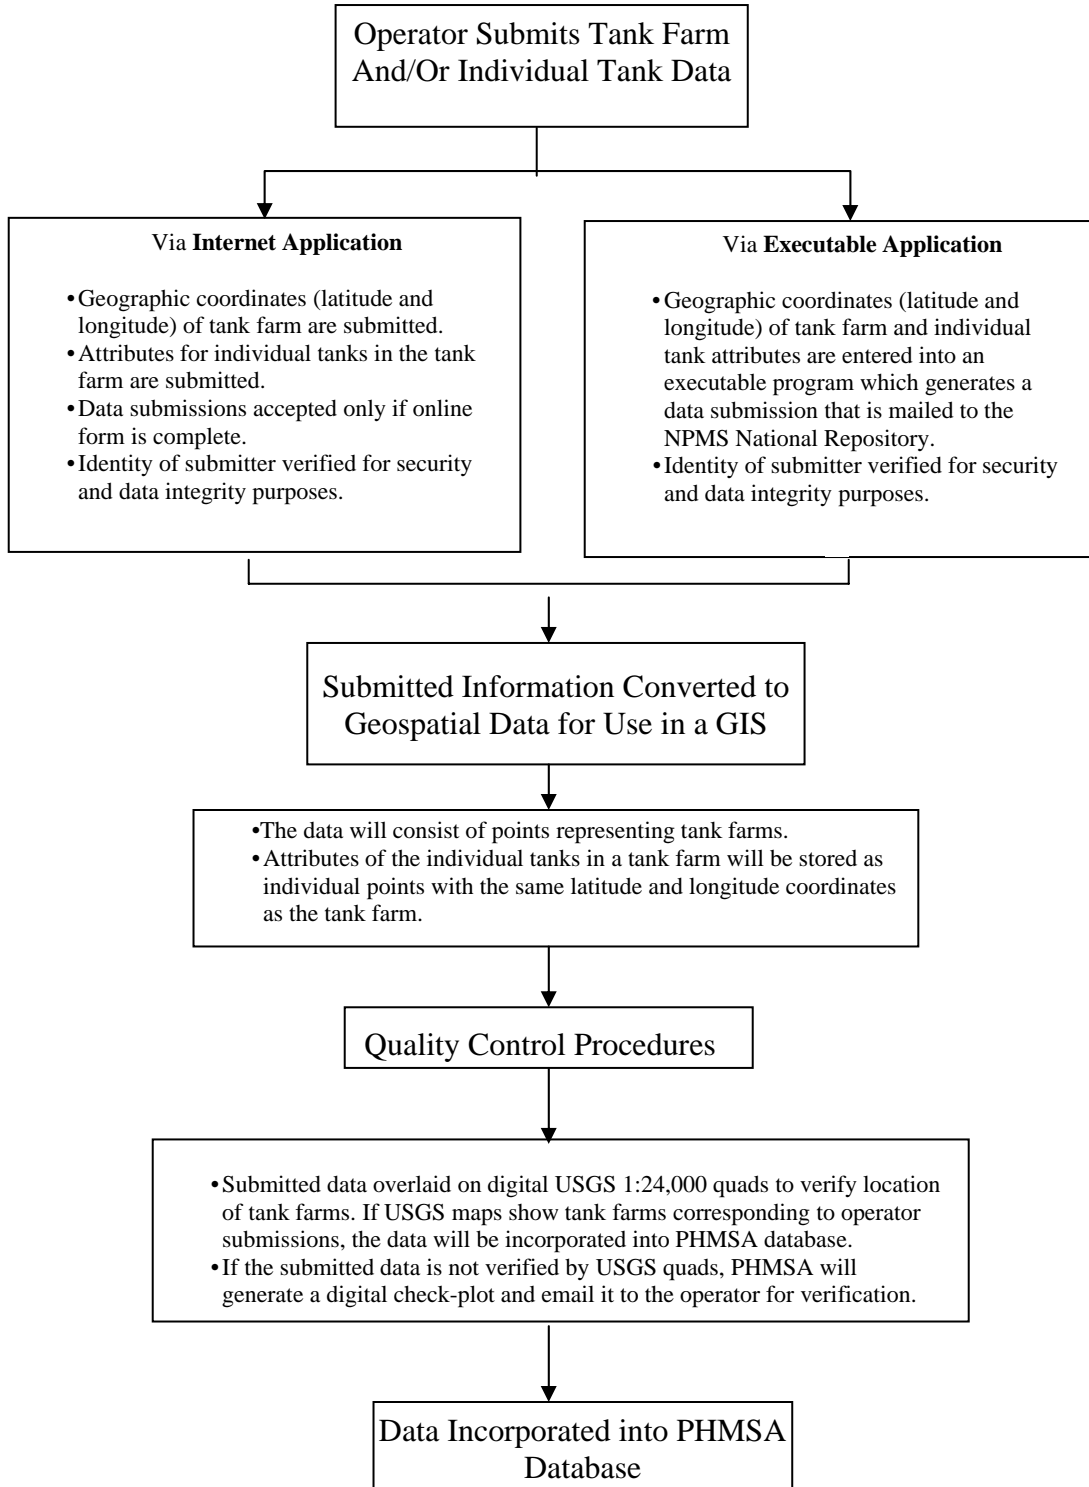 Operator Submits Tank Farm
And/Or Individual Tank Data
Via Internet Application
•Geographic coordinates (latitude and
longitude) of tank farm are submitted.
•Attributes for individual tanks in the tank
farm are submitted.
•Data submissions accepted only if online
form is complete.
•Identity of submitter verified for security
and data integrity purposes.
Via Executable Application
•Geographic coordinates (latitude and
longitude) of tank farm and individual
tank attributes are entered into an
executable program which generates a
data submission that is mailed to the
NPMS National Repository.
•Identity of submitter verified for security
and data integrity purposes.
Submitted Information Converted to
Geospatial Data for Use in a GIS
•The data will consist of points representing tank farms.
•Attributes of the individual tanks in a tank farm will be stored as
individual points with the same latitude and longitude coordinates
as the tank farm.
Quality Control Procedures
•Submitted data overlaid on digital USGS 1:24,000 quads to verify location
of tank farms. If USGS maps show tank farms corresponding to operator
submissions, the data will be incorporated into PHMSA database.
•If the submitted data is not verified by USGS quads, PHMSA will
generate a digital check-plot and email it to the operator for verification.
Data Incorporated into PHMSA
Database